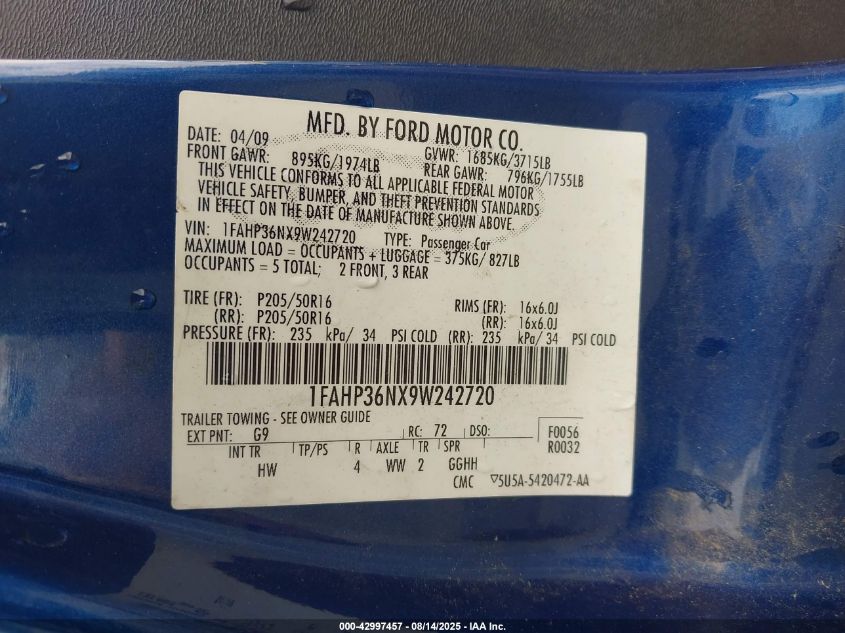 MFD. BY FORD MOTOR CO.
DATE: 04/09 GVWR: 1685KG/3715LB
FRONT GAWR: 895KG/1974LB REAR GAWR: 796KG/1755LB
THIS VEHICLE CONFORMS TO ALL APPLICABLE FEDERAL MOTOR
VEHICLE SAFETY, BUMPER, AND THEFT PREVENTION STANDARDS
IN EFFECT ON THE DATE OF MANUFACTURE SHOWN ABOVE.
VIN: 1FAHP36NX9W242720 TYPE: Passenger Car
MAXIMUM LOAD = OCCUPANTS + LUGGAGE = 375KG/ 827LB
OCCUPANTS = 5 TOTAL; 2 FRONT, 3 REAR
TIRE (FR): P205/50R16 RIMS (FR): 16x6.0J
(RR): P205/50R16 (RR): 16x6.0J
PRESSURE (FR): 235 kPa/ 34 PSI COLD (RR): 235 kPa/ 34 PSI COLD
1FAHP36NX9W242720
TRAILER TOWING - SEE OWNER GUIDE
EXT PNT: G9 RC: 72 DSO: F0056
INT TR TP/PS R AXLE TR SPR R0032
HW 4 WW 2 GGHH
CMC ▽5U5A-5420472-AA
000-42997457 - 08/14/2025 - IAA Inc.